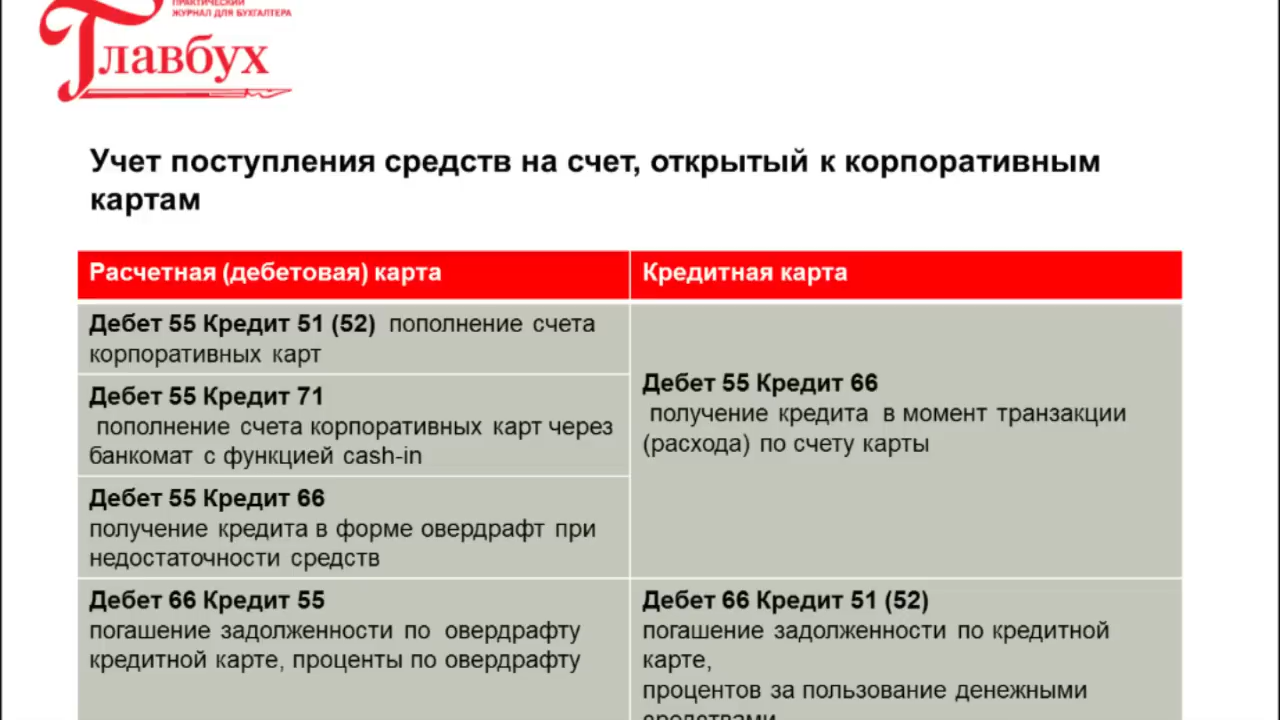 ПРАКТИЧЕСКИЙ
ЖУРНАЛ ДЛЯ БУХГАЛТЕРА
Главбух
Учет поступления средств на счет, открытый к корпоративным
картам
Расчетная (дебетовая) карта
Кредитная карта
Дебет 55 Кредит 51 (52) пополнение счета
корпоративных карт
Дебет 55 Кредит 71
пополнение счета корпоративных карт через
банкомат с функцией cash-in
Дебет 55 Кредит 66
получение кредита в форме овердрафт при
недостаточности средств
Дебет 55 Кредит 66
получение кредита в момент транзакции
(расхода) по счету карты
Дебет 66 Кредит 55
погашение задолженности по овердрафту
кредитной карте, проценты по овердрафту
Дебет 66 Кредит 51 (52)
погашение задолженности по кредитной
карте,
процентов за пользование денежными
средствами